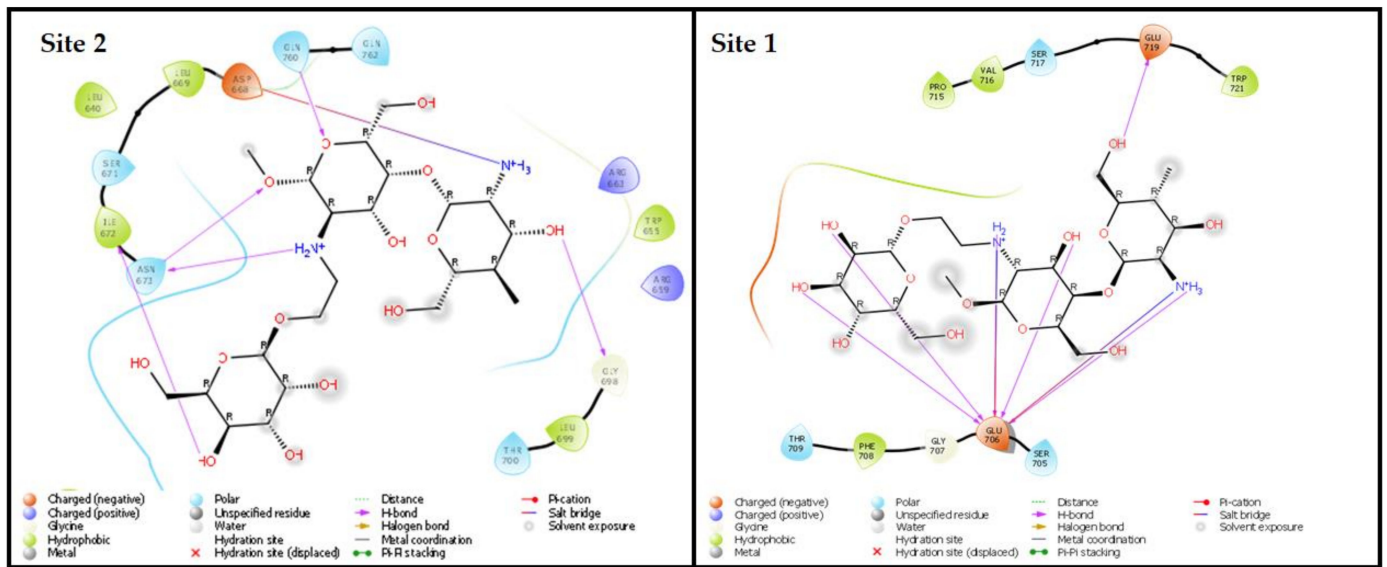 Site 2
GLN
760
GLN
762
LEU
669
ASP
668
LEU
640
SER
671
ILE
672
ASN
673
ARG
662
TRP
ARG
659
GLY
698
LEU
699
THR
700
OH
R
R
O
R
R
O
R
R
O
N⁺H₃
R
R
R
OH
OH
H₂N⁺
O
R
R
HO
O
HO
O
R
R
OH
R
R
OH
OH
HO
Charged (negative)
Charged (positive)
Glycine
Hydrophobic
Metal
Polar
Unspecified residue
Water
Hydration site
Hydration site (displaced)
Distance
H-bond
Halogen bond
Metal coordination
Pi-Pi stacking
Pi-cation
Salt bridge
Solvent exposure
Site 1
PRO
715
VAL
716
SER
717
GLU
719
TRP
721
OH
HO
R
O
H₂
N⁺
OH
O
R
R
OH
HO
R
R
O
R
R
R
R
O
R
R
N⁺H₃
O
R
R
HO
OH
O
OH
THR
709
PHE
708
GLY
707
GLU
706
SER
705
Charged (negative)
Charged (positive)
Glycine
Hydrophobic
Metal
Polar
Unspecified residue
Water
Hydration site
Hydration site (displaced)
Distance
H-bond
Halogen bond
Metal coordination
Pi-Pi stacking
Pi-cation
Salt bridge
Solvent exposure